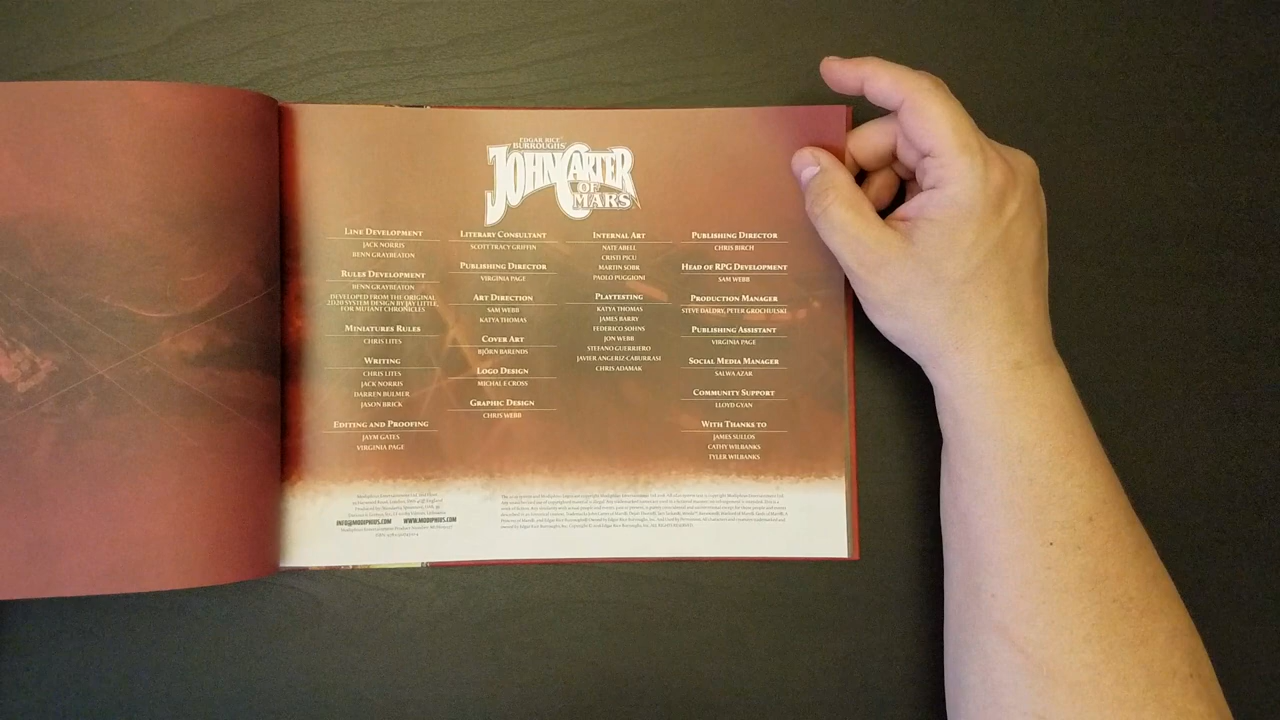 EDGAR RICE
BURROUGHS'
JOHN CARTER
OF
MARS
LINE DEVELOPMENT
JACK NORRIS
BENN GRAYBEATON
RULES DEVELOPMENT
BENN GRAYBEATON
DEVELOPED FROM THE ORIGINAL
2D20 SYSTEM DESIGN BY JAY LITTLE,
FOR MUTANT CHRONICLES
MINIATURES RULES
CHRIS LITES
WRITING
CHRIS LITES
JACK NORRIS
DARREN BULMER
JASON BRICK
EDITING AND PROOFING
JAYM GATES
VIRGINIA PAGE
LITERARY CONSULTANT
SCOTT TRACY GRIFFIN
PUBLISHING DIRECTOR
VIRGINIA PAGE
ART DIRECTION
SAM WEBB
KATYA THOMAS
COVER ART
BJÖRN BARENDS
LOGO DESIGN
MICHAL E CROSS
GRAPHIC DESIGN
CHRIS WEBB
INTERNAL ART
NATE ABELL
CRISTI PICU
MARTIN SOBR
PAOLO PUGGIONI
PLAYTESTING
KATYA THOMAS
JAMES BARRY
FEDERICO SOHNS
JON WEBB
STEFANO GUERRIERO
JAVIER ANGERIZ-CABURRASI
CHRIS ADAMAK
PUBLISHING DIRECTOR
CHRIS BIRCH
HEAD OF RPG DEVELOPMENT
SAM WEBB
PRODUCTION MANAGER
STEVE DALDRY, PETER GROCHULSKI
PUBLISHING ASSISTANT
VIRGINIA PAGE
SOCIAL MEDIA MANAGER
SALWA AZAR
COMMUNITY SUPPORT
LLOYD GYAN
WITH THANKS TO
JAMES SULLOS
CATHY WILBANKS
TYLER WILBANKS
INFO@MODIPHIUS.COM WWW.MODIPHIUS.COM